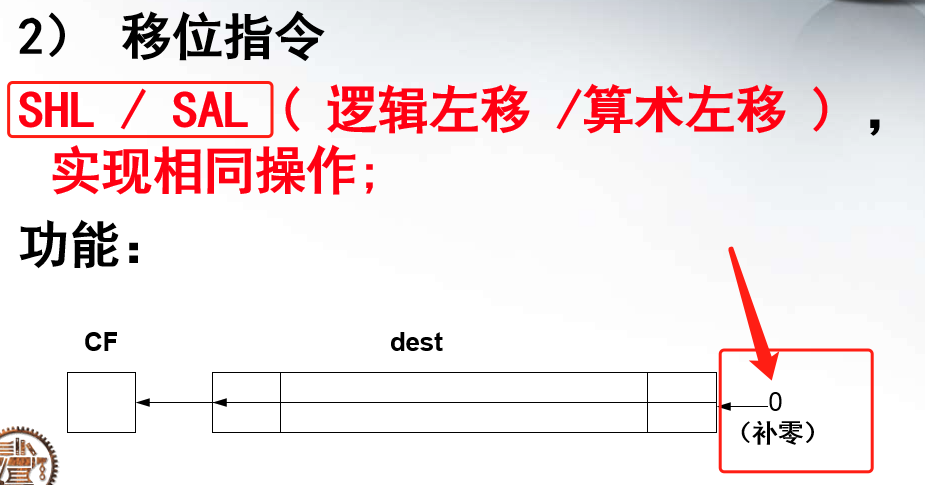 2） 移位指令
SHL / SAL（ 逻辑左移 /算术左移 ），
实现相同操作;
功能：
CF dest
0
（补零）